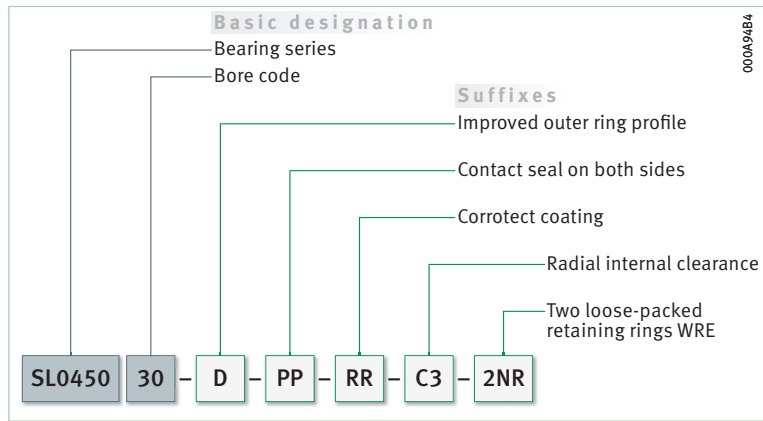 Basic designation
Bearing series
Bore code
000A94B4
Suffixes
Improved outer ring profile
Contact seal on both sides
Corrotect coating
Radial internal clearance
Two loose-packed
retaining rings WRE
SL0450 30 – D – PP – RR – C3 – 2NR